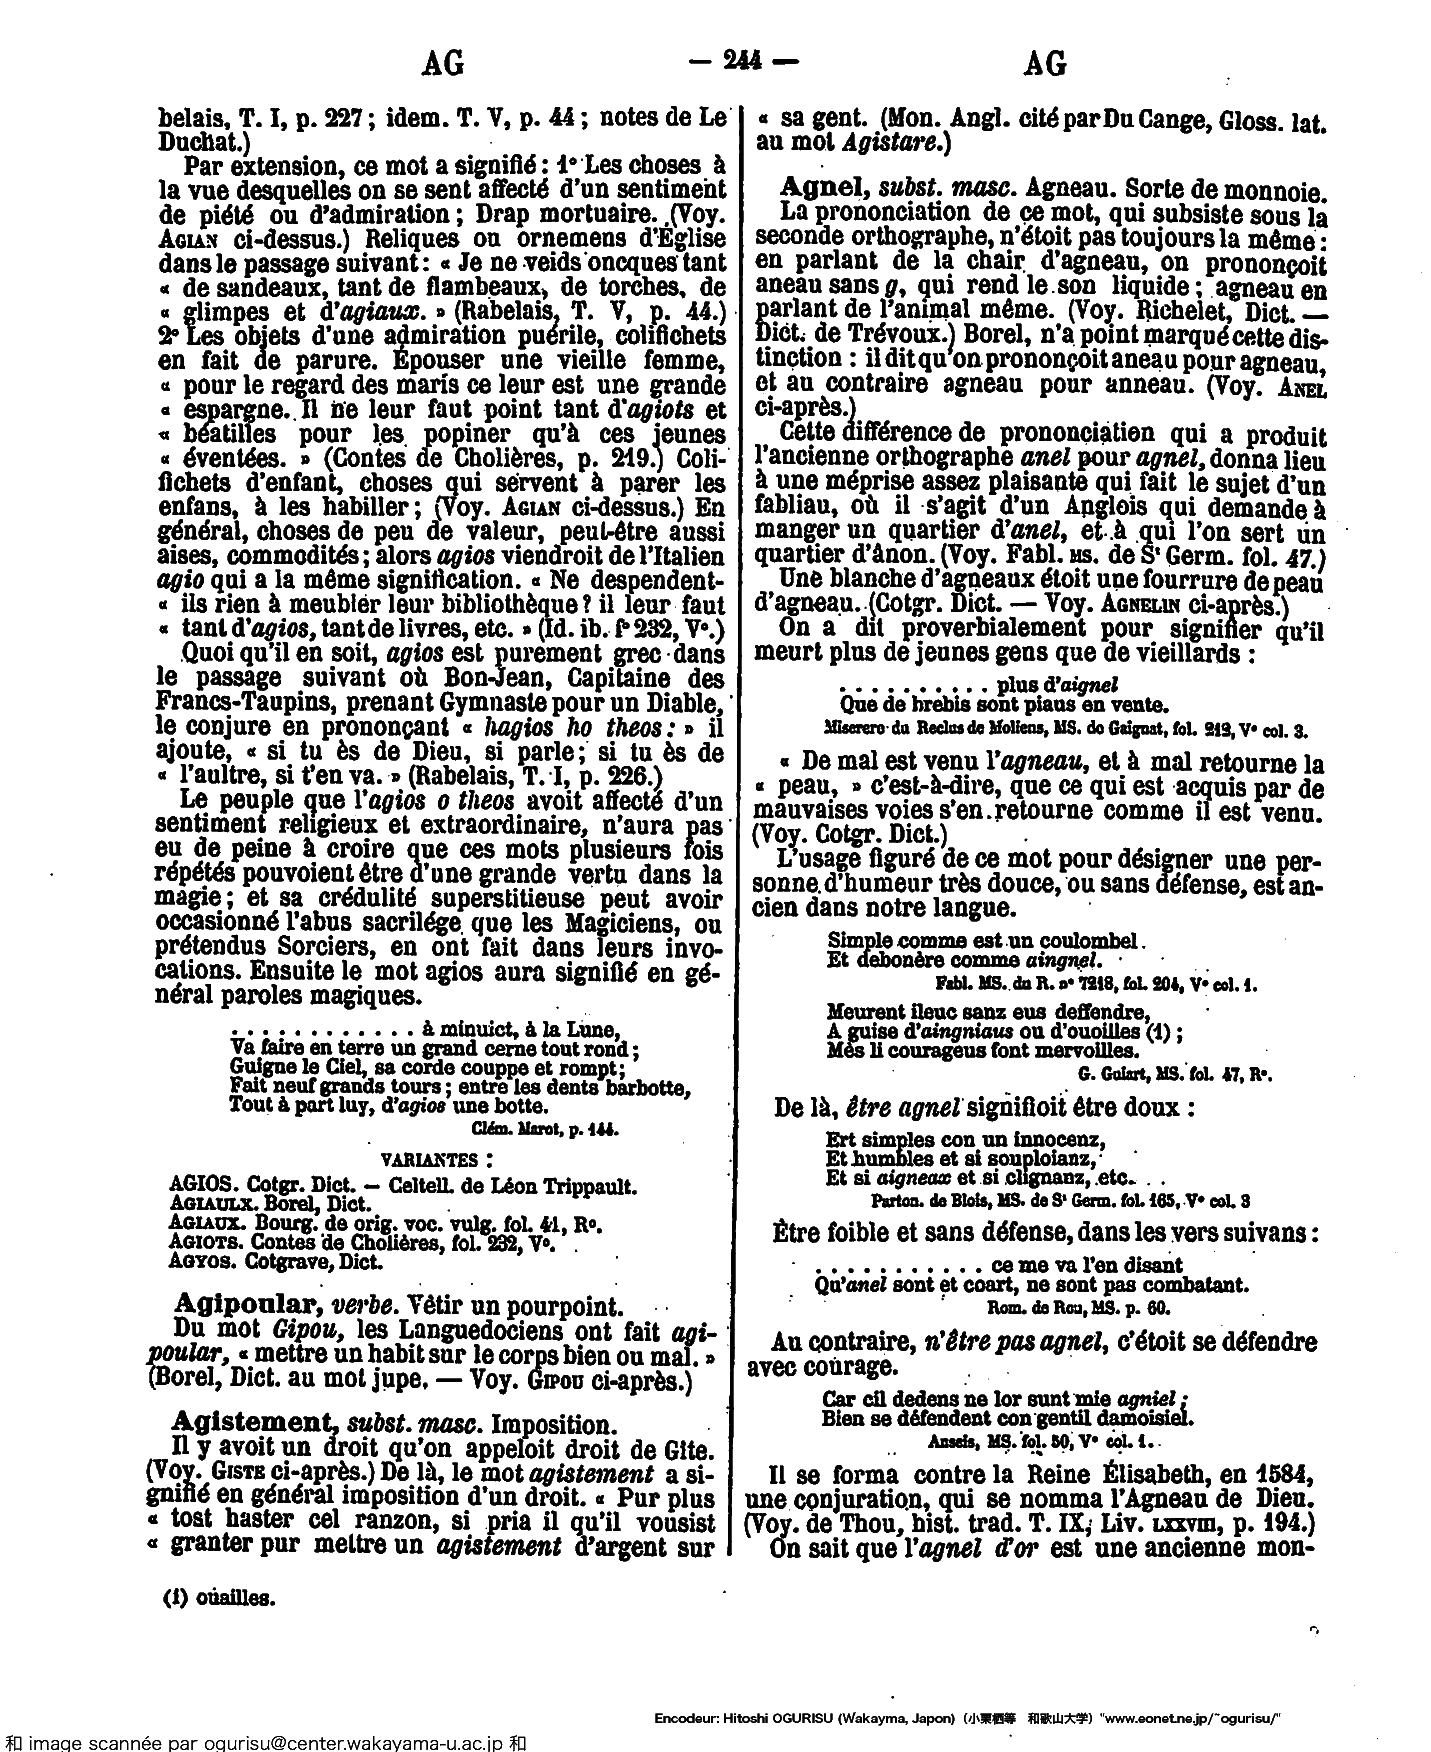 AG
— 244 —
AG
belais, T. I, p. 227 ; idem. T. V, p. 44 ; notes de Le
Duchat.)
Par extension, ce mot a signifié : 1° Les choses à
la vue desquelles on se sent affecté d'un sentiment
de piété ou d'admiration ; Drap mortuaire. (Voy.
AGIAN ci-dessus.) Reliques ou ornemens d'Église
dans le passage suivant : « Je ne veids oncques tant
« de sandeaux, tant de flambeaux, de torches, de
« glimpes et d'agiaux. » (Rabelais, T. V, p. 44.)
2° Les objets d'une admiration puérile, colifichets
en fait de parure. Épouser une vieille femme,
« pour le regard des maris ce leur est une grande
« espargne. Il ne leur faut point tant d'agiots et
« béatilles pour les popiner qu'à ces jeunes
« éventées. » (Contes de Cholières, p. 219.) Coli-
fichets d'enfant, choses qui servent à parer les
enfans, à les habiller ; (Voy. AGIAN ci-dessus.) En
général, choses de peu de valeur, peut-être aussi
aises, commodités ; alors agios viendroit de l'Italien
agio qui a la même signification. « Ne despendent-
« ils rien à meubler leur bibliothèque ? il leur faut
« tant d'agios, tant de livres, etc. » (Id. ib. f° 232, V°.)
Quoi qu'il en soit, agios est purement grec dans
le passage suivant où Bon-Jean, Capitaine des
Francs-Taupins, prenant Gymnaste pour un Diable,
le conjure en prononçant « hagios ho theos : » il
ajoute, « si tu ès de Dieu, si parle ; si tu ès de
« l'aultre, si t'en va. » (Rabelais, T. I, p. 226.)
Le peuple que l'agios o theos avoit affecté d'un
sentiment religieux et extraordinaire, n'aura pas
eu de peine à croire que ces mots plusieurs fois
répétés pouvoient être d'une grande vertu dans la
magie ; et sa crédulité superstitieuse peut avoir
occasionné l'abus sacrilége que les Magiciens, ou
prétendus Sorciers, en ont fait dans leurs invo-
cations. Ensuite le mot agios aura signifié en gé-
néral paroles magiques.
. . . . . . . . . . . . . à minuict, à la Lune,
Va faire en terre un grand cerne tout rond ;
Guigne le Ciel, sa corde couppe et rompt ;
Fait neuf grands tours ; entre les dents barbotte,
Tout à part luy, d'agios une botte.
Clém. Marot, p. 144.
VARIANTES :
AGIOS. Cotgr. Dict. — Celtell. de Léon Trippault.
AGIAULX. Borel, Dict.
AGIAUX. Bourg. de orig. voc. vulg. fol. 41, R°.
AGIOTS. Contes de Cholières, fol. 232, V°.
AGYOS. Cotgrave, Dict.
Agipoular, verbe. Vêtir un pourpoint.
Du mot Gipou, les Languedociens ont fait agi-
poular, « mettre un habit sur le corps bien ou mal. »
(Borel, Dict. au mot jupe. — Voy. GIPOU ci-après.)
Agistement, subst. masc. Imposition.
Il y avoit un droit qu'on appeloit droit de Gîte.
(Voy. GISTE ci-après.) De là, le mot agistement a si-
gnifié en général imposition d'un droit. « Pur plus
« tost haster cel ranzon, si pria il qu'il vousist
« granter pur mettre un agistement d'argent sur
(1) ouailles.
« sa gent. (Mon. Angl. cité par Du Cange, Gloss. lat.
au mot Agistare.)
Agnel, subst. masc. Agneau. Sorte de monnoie.
La prononciation de ce mot, qui subsiste sous la
seconde orthographe, n'étoit pas toujours la même :
en parlant de la chair d'agneau, on prononçoit
aneau sans g, qui rend le son liquide ; agneau en
parlant de l'animal même. (Voy. Richelet, Dict. —
Dict. de Trévoux.) Borel, n'a point marqué cette dis-
tinction : il dit qu'on prononçoit aneau pour agneau,
et au contraire agneau pour anneau. (Voy. ANEL
ci-après.)
Cette différence de prononciation qui a produit
l'ancienne orthographe anel pour agnel, donna lieu
à une méprise assez plaisante qui fait le sujet d'un
fabliau, où il s'agit d'un Anglois qui demande à
manger un quartier d'anel, et à qui l'on sert un
quartier d'ânon. (Voy. Fabl. MS. de St Germ. fol. 47.)
Une blanche d'agneaux étoit une fourrure de peau
d'agneau. (Cotgr. Dict. — Voy. AGNELIN ci-après.)
On a dit proverbialement pour signifier qu'il
meurt plus de jeunes gens que de vieillards :
. . . . . . . . . . plus d'aignel
Que de brebis sont piaus en vente.
Miserere du Reclus de Moliens, MS. de Gaignat, fol. 212, V° col. 3.
« De mal est venu l'agneau, et à mal retourne la
« peau, » c'est-à-dire, que ce qui est acquis par de
mauvaises voies s'en retourne comme il est venu.
(Voy. Cotgr. Dict.)
L'usage figuré de ce mot pour désigner une per-
sonne d'humeur très douce, ou sans défense, est an-
cien dans notre langue.
Simple comme est un coulombel.
Et debonère comme aingnel.
Fabl. MS. du R. n° 7218, fol. 204, V° col. 1.
Meurent ileuc sanz eus deffendre,
A guise d'aingniaus ou d'ouoilles (1) ;
Mès li courageus font mervoilles.
G. Guiart, MS. fol. 47, R°.
De là, être agnel signifioit être doux :
Ert simples con un innocenz,
Et humbles et si souploianz,
Et si aigneax et si clignanz, etc.
Parton. de Blois, MS. de St Germ. fol. 165, V° col. 3
Être foible et sans défense, dans les vers suivans :
. . . . . . . . . . . . ce me va l'en disant
Qu'anel sont et coart, ne sont pas combatant.
Rom. de Rou, MS. p. 60.
Au contraire, n'être pas agnel, c'étoit se défendre
avec courage.
Car cil dedens ne lor sunt mie agniel ;
Bien se défendent con gentil damoisiel.
Anseis, MS. fol. 50, V° col. 1.
Il se forma contre la Reine Élisabeth, en 1584,
une conjuration, qui se nomma l'Agneau de Dieu.
(Voy. de Thou, hist. trad. T. IX, Liv. LXXVIII, p. 194.)
On sait que l'agnel d'or est une ancienne mon-
Encodeur: Hitoshi OGURISU (Wakayma, Japon) (小栗栖等 和歌山大学) "www.eonet.ne.jp/~ogurisu/"
和 image scannée par ogurisu@center.wakayama-u.ac.jp 和